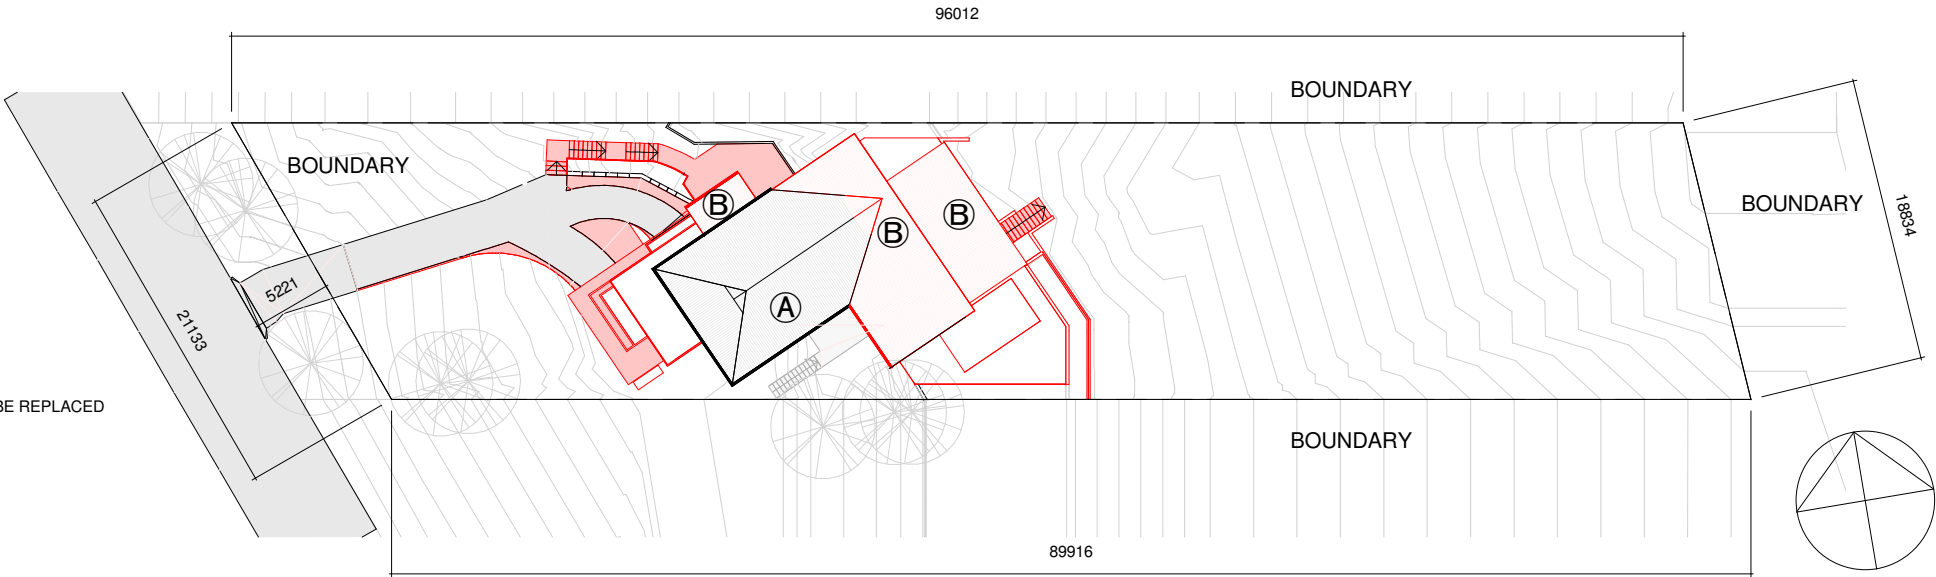 96012
BOUNDARY
BOUNDARY
BOUNDARY
18834
B
B
B
5221
A
21133
BE REPLACED
BOUNDARY
89916